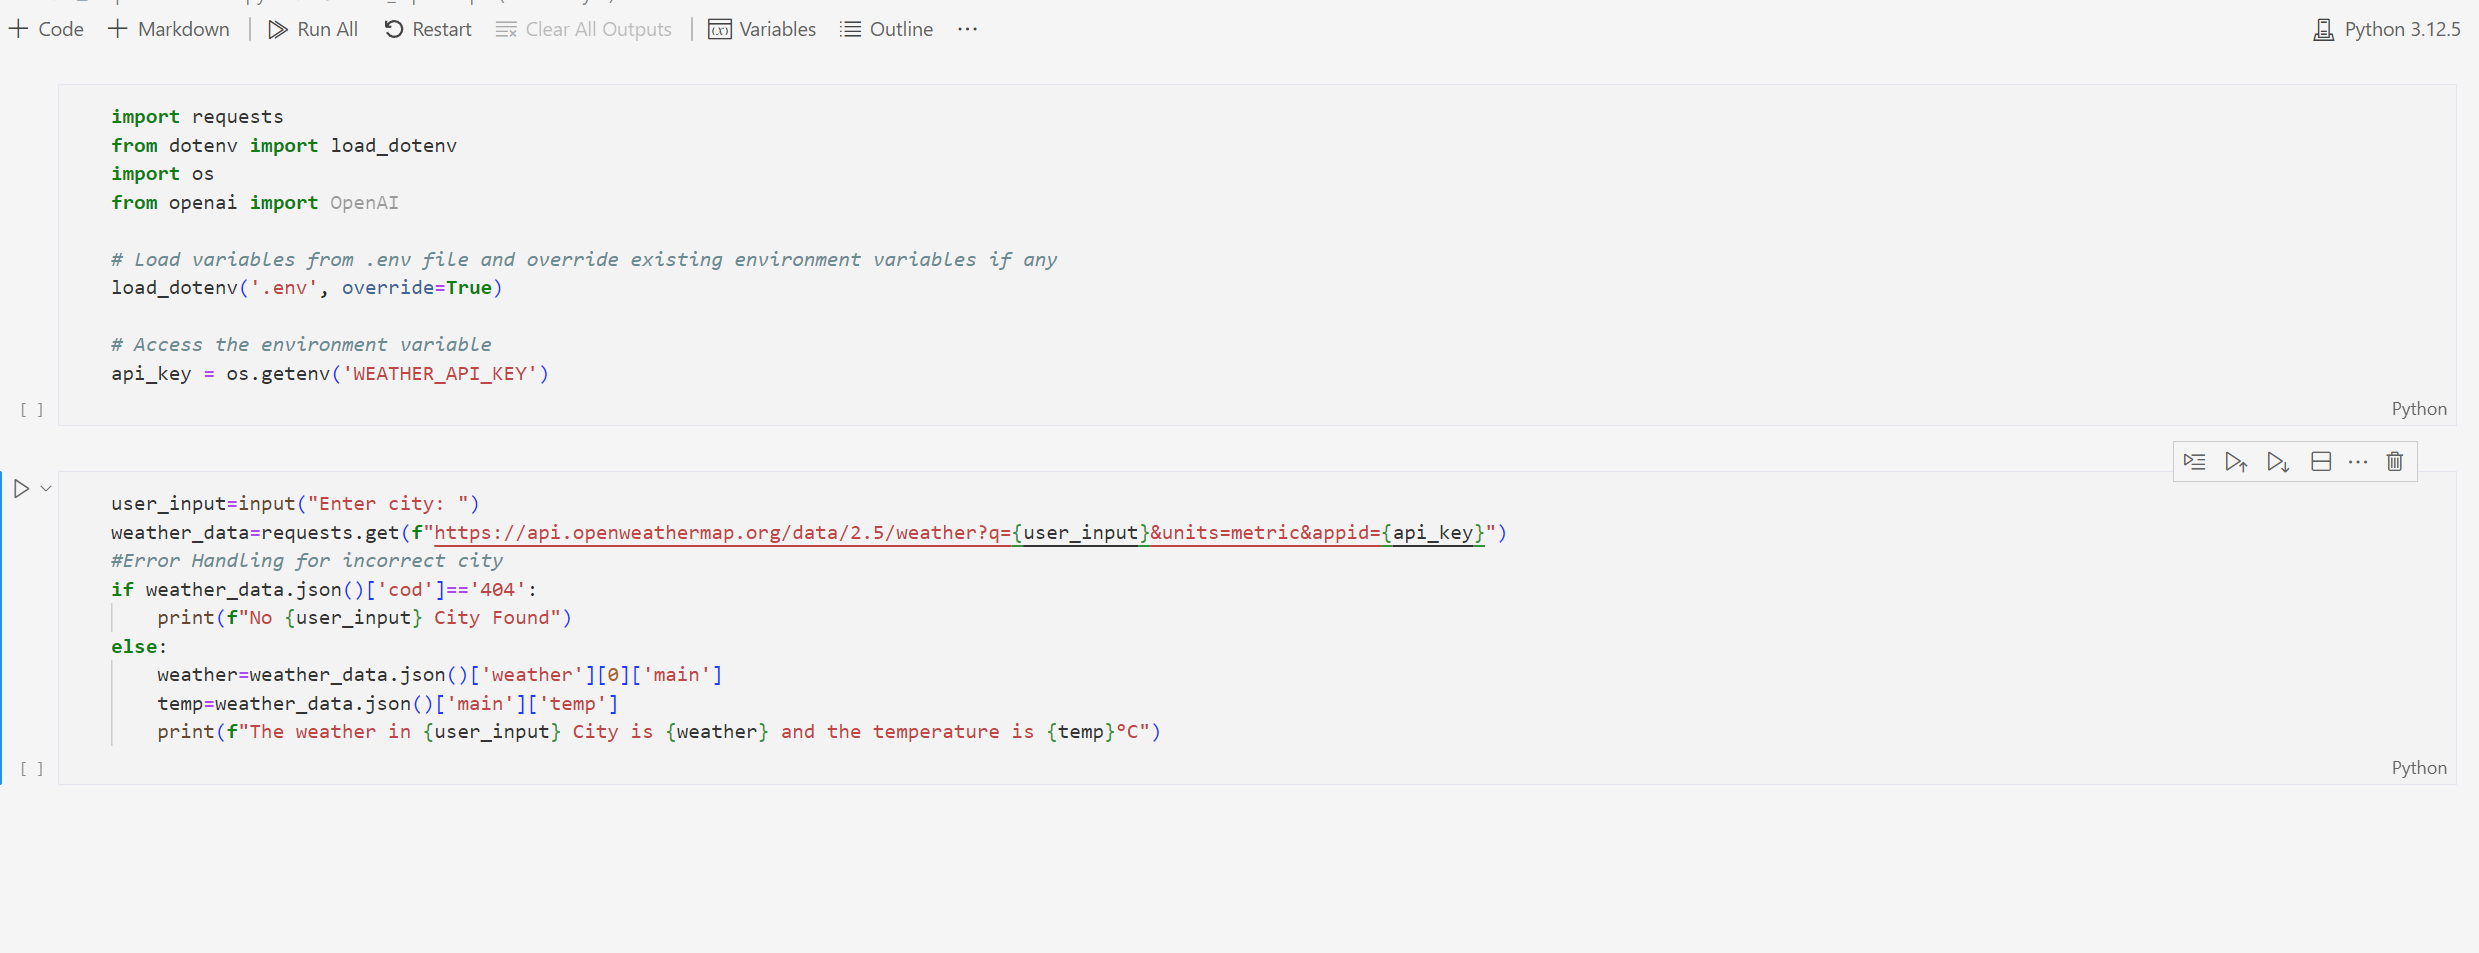 Code Markdown Run All Restart Clear All Outputs Variables Outline ... Python 3.12.5
import requests
from dotenv import load_dotenv
import os
from openai import OpenAI
# Load variables from .env file and override existing environment variables if any
load_dotenv('.env', override=True)
# Access the environment variable
api_key = os.getenv('WEATHER_API_KEY')
[ ] Python
user_input=input("Enter city: ")
weather_data=requests.get(f"https://api.openweathermap.org/data/2.5/weather?q={user_input}&units=metric&appid={api_key}")
#Error Handling for incorrect city
if weather_data.json()['cod']=='404':
print(f"No {user_input} City Found")
else:
weather=weather_data.json()['weather'][0]['main']
temp=weather_data.json()['main']['temp']
print(f"The weather in {user_input} City is {weather} and the temperature is {temp}°C")
[ ] Python